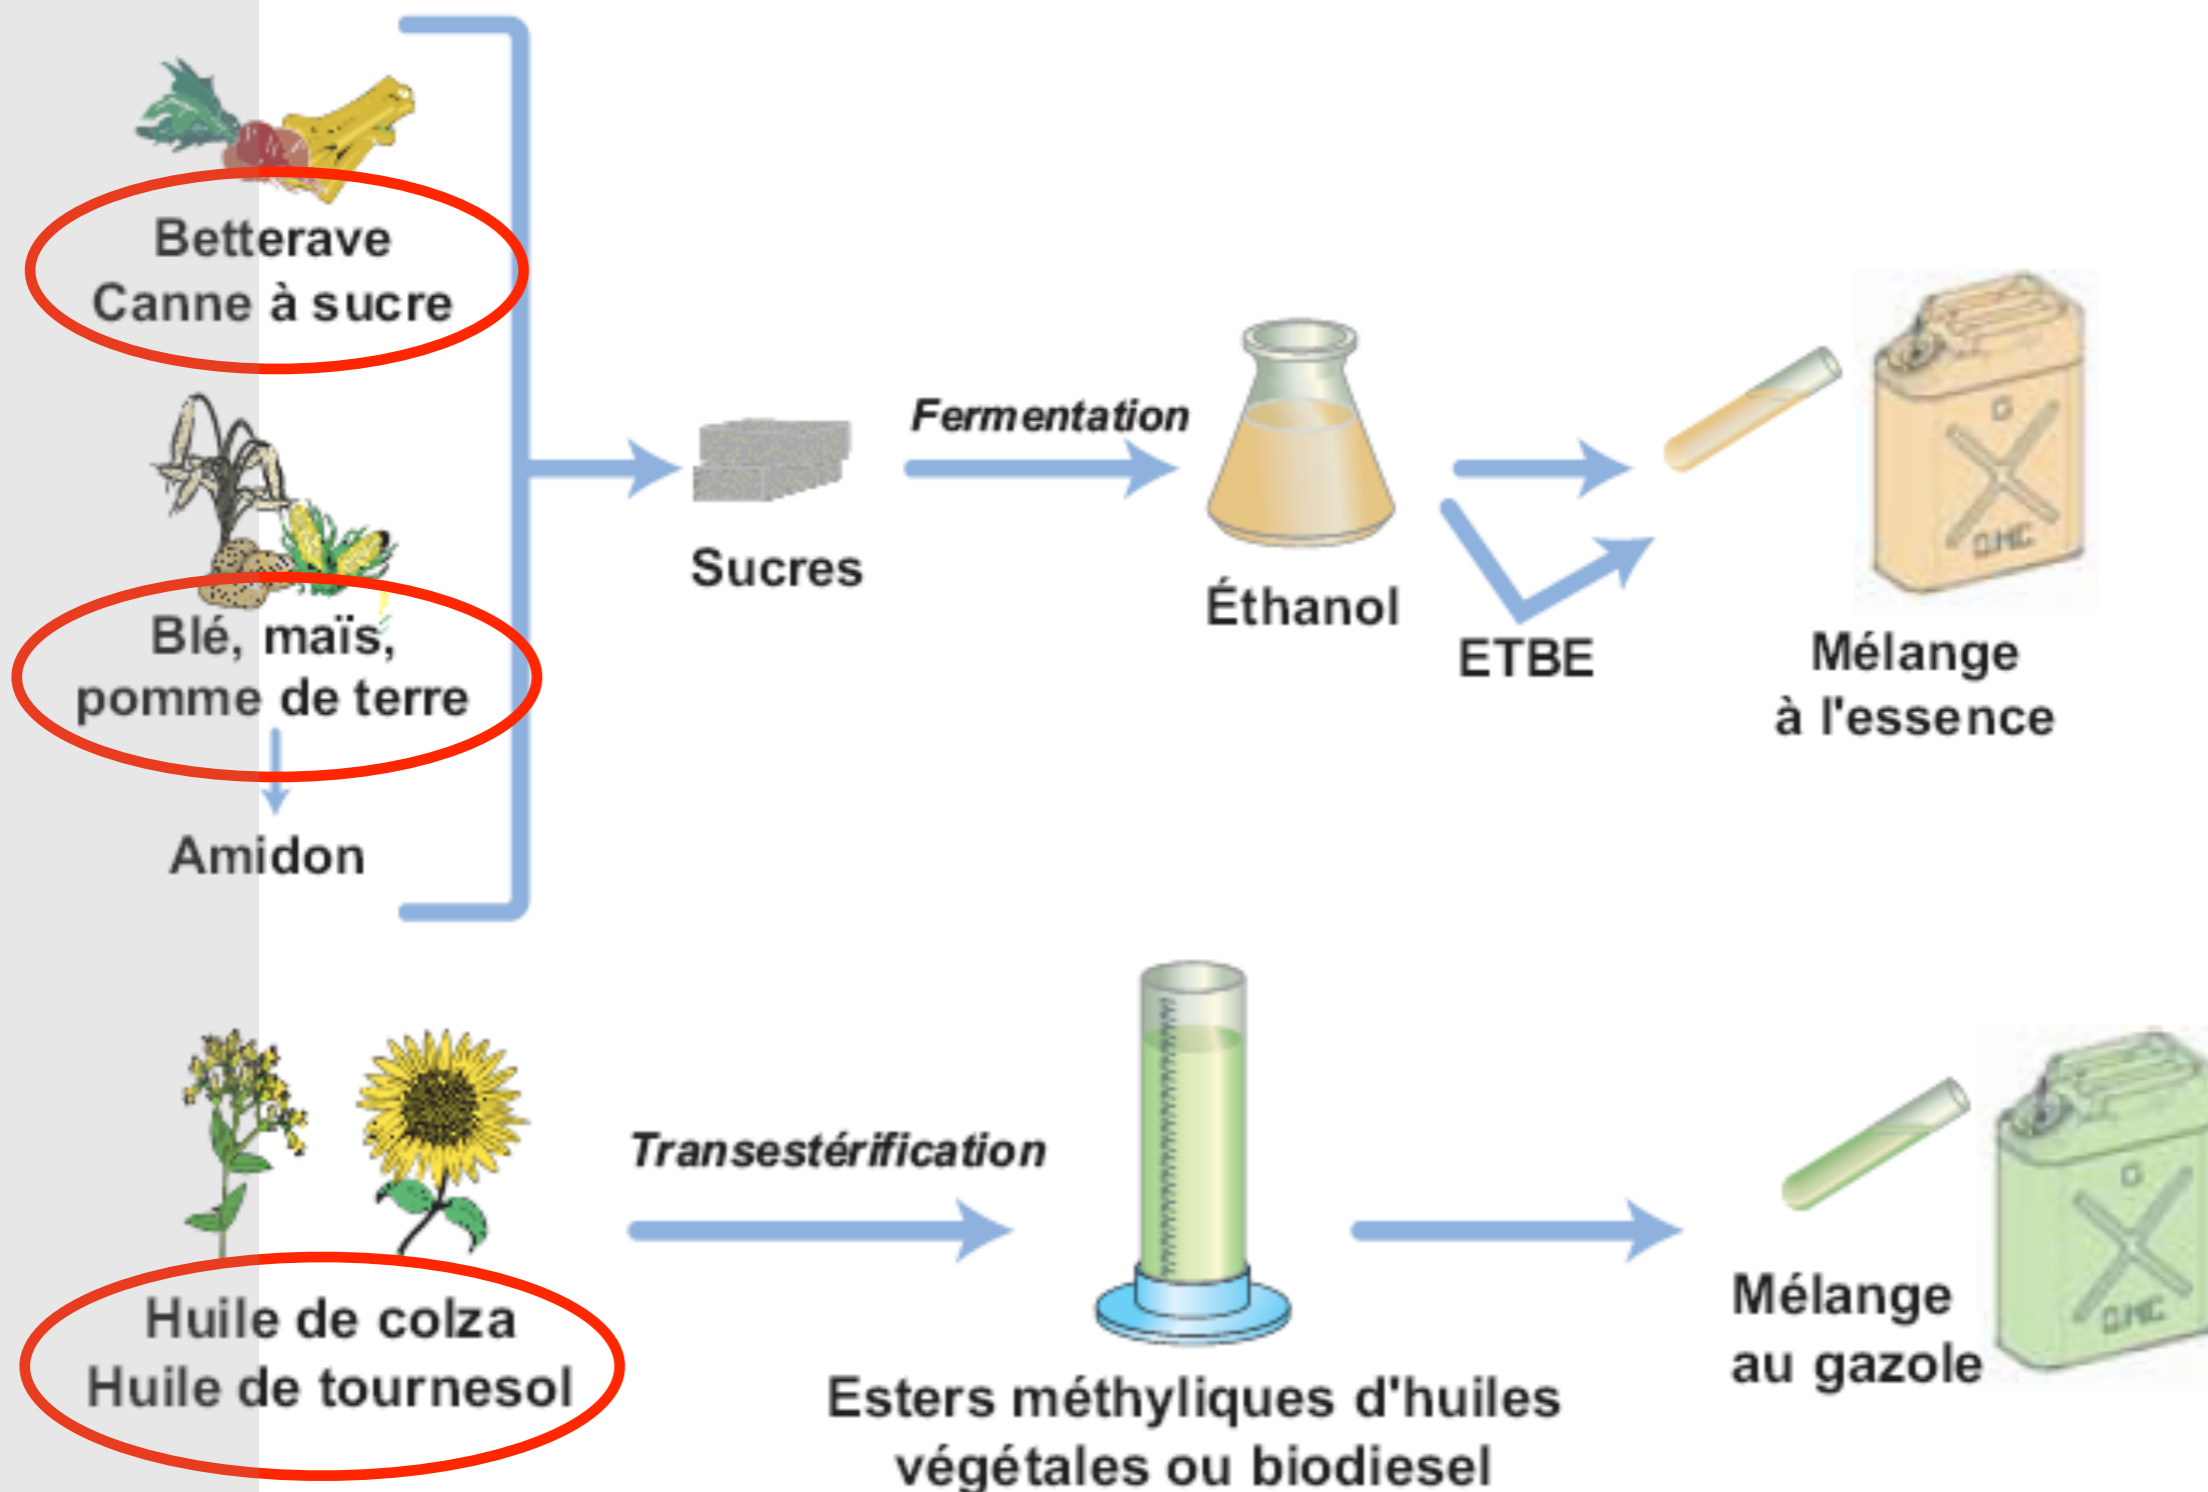 Betterave
Canne à sucre
Blé, maïs,
pomme de terre
Amidon
Sucres
Fermentation
Éthanol
ETBE
Mélange
à l'essence
Huile de colza
Huile de tournesol
Transestérification
Esters méthyliques d'huiles
végétales ou biodiesel
Mélange
au gazole